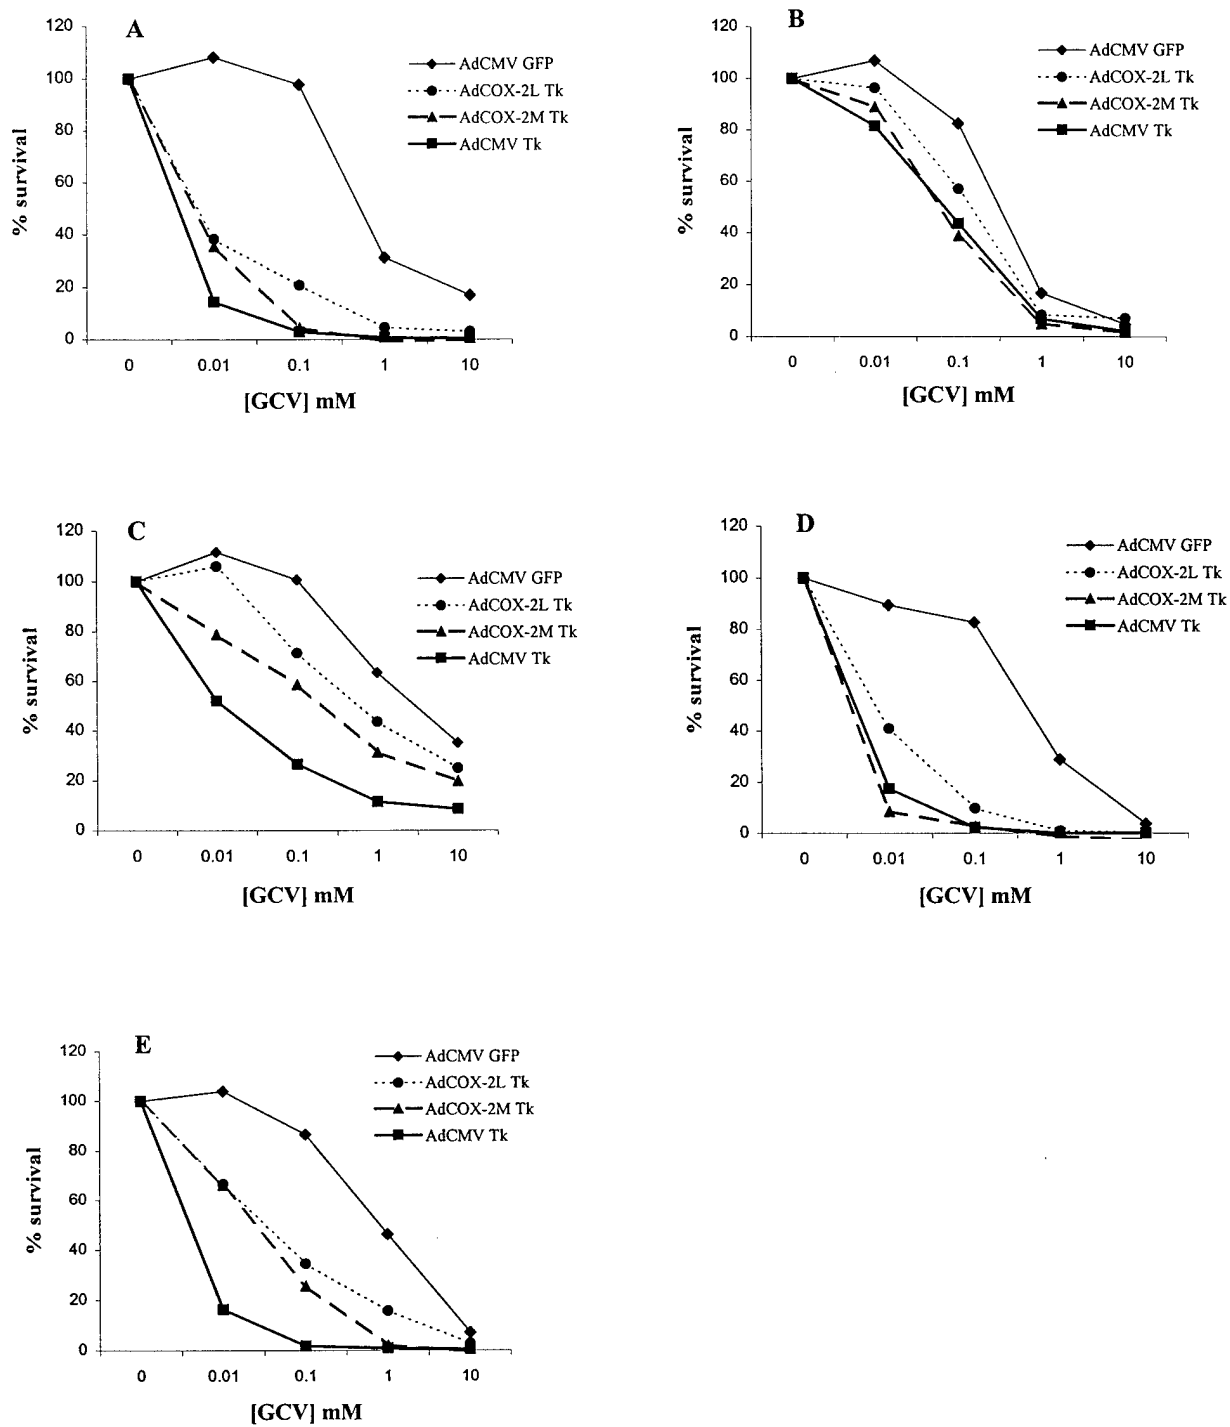 A
120
100
80
60
40
20
0
% survival
0 0.01 0.1 1 10
[GCV] mM
AdCMV GFP
AdCOX-2L Tk
AdCOX-2M Tk
AdCMV Tk
B
120
100
80
60
40
20
0
% survival
0 0.01 0.1 1 10
[GCV] mM
AdCMV GFP
AdCOX-2L Tk
AdCOX-2M Tk
AdCMV Tk
C
120
100
80
60
40
20
0
% survival
0 0.01 0.1 1 10
[GCV] mM
AdCMV GFP
AdCOX-2L Tk
AdCOX-2M Tk
AdCMV Tk
D
120
100
80
60
40
20
0
% survival
0 0.01 0.1 1 10
[GCV] mM
AdCMV GFP
AdCOX-2L Tk
AdCOX-2M Tk
AdCMV Tk
E
120
100
80
60
40
20
0
% survival
0 0.01 0.1 1 10
[GCV] mM
AdCMV GFP
AdCOX-2L Tk
AdCOX-2M Tk
AdCMV Tk